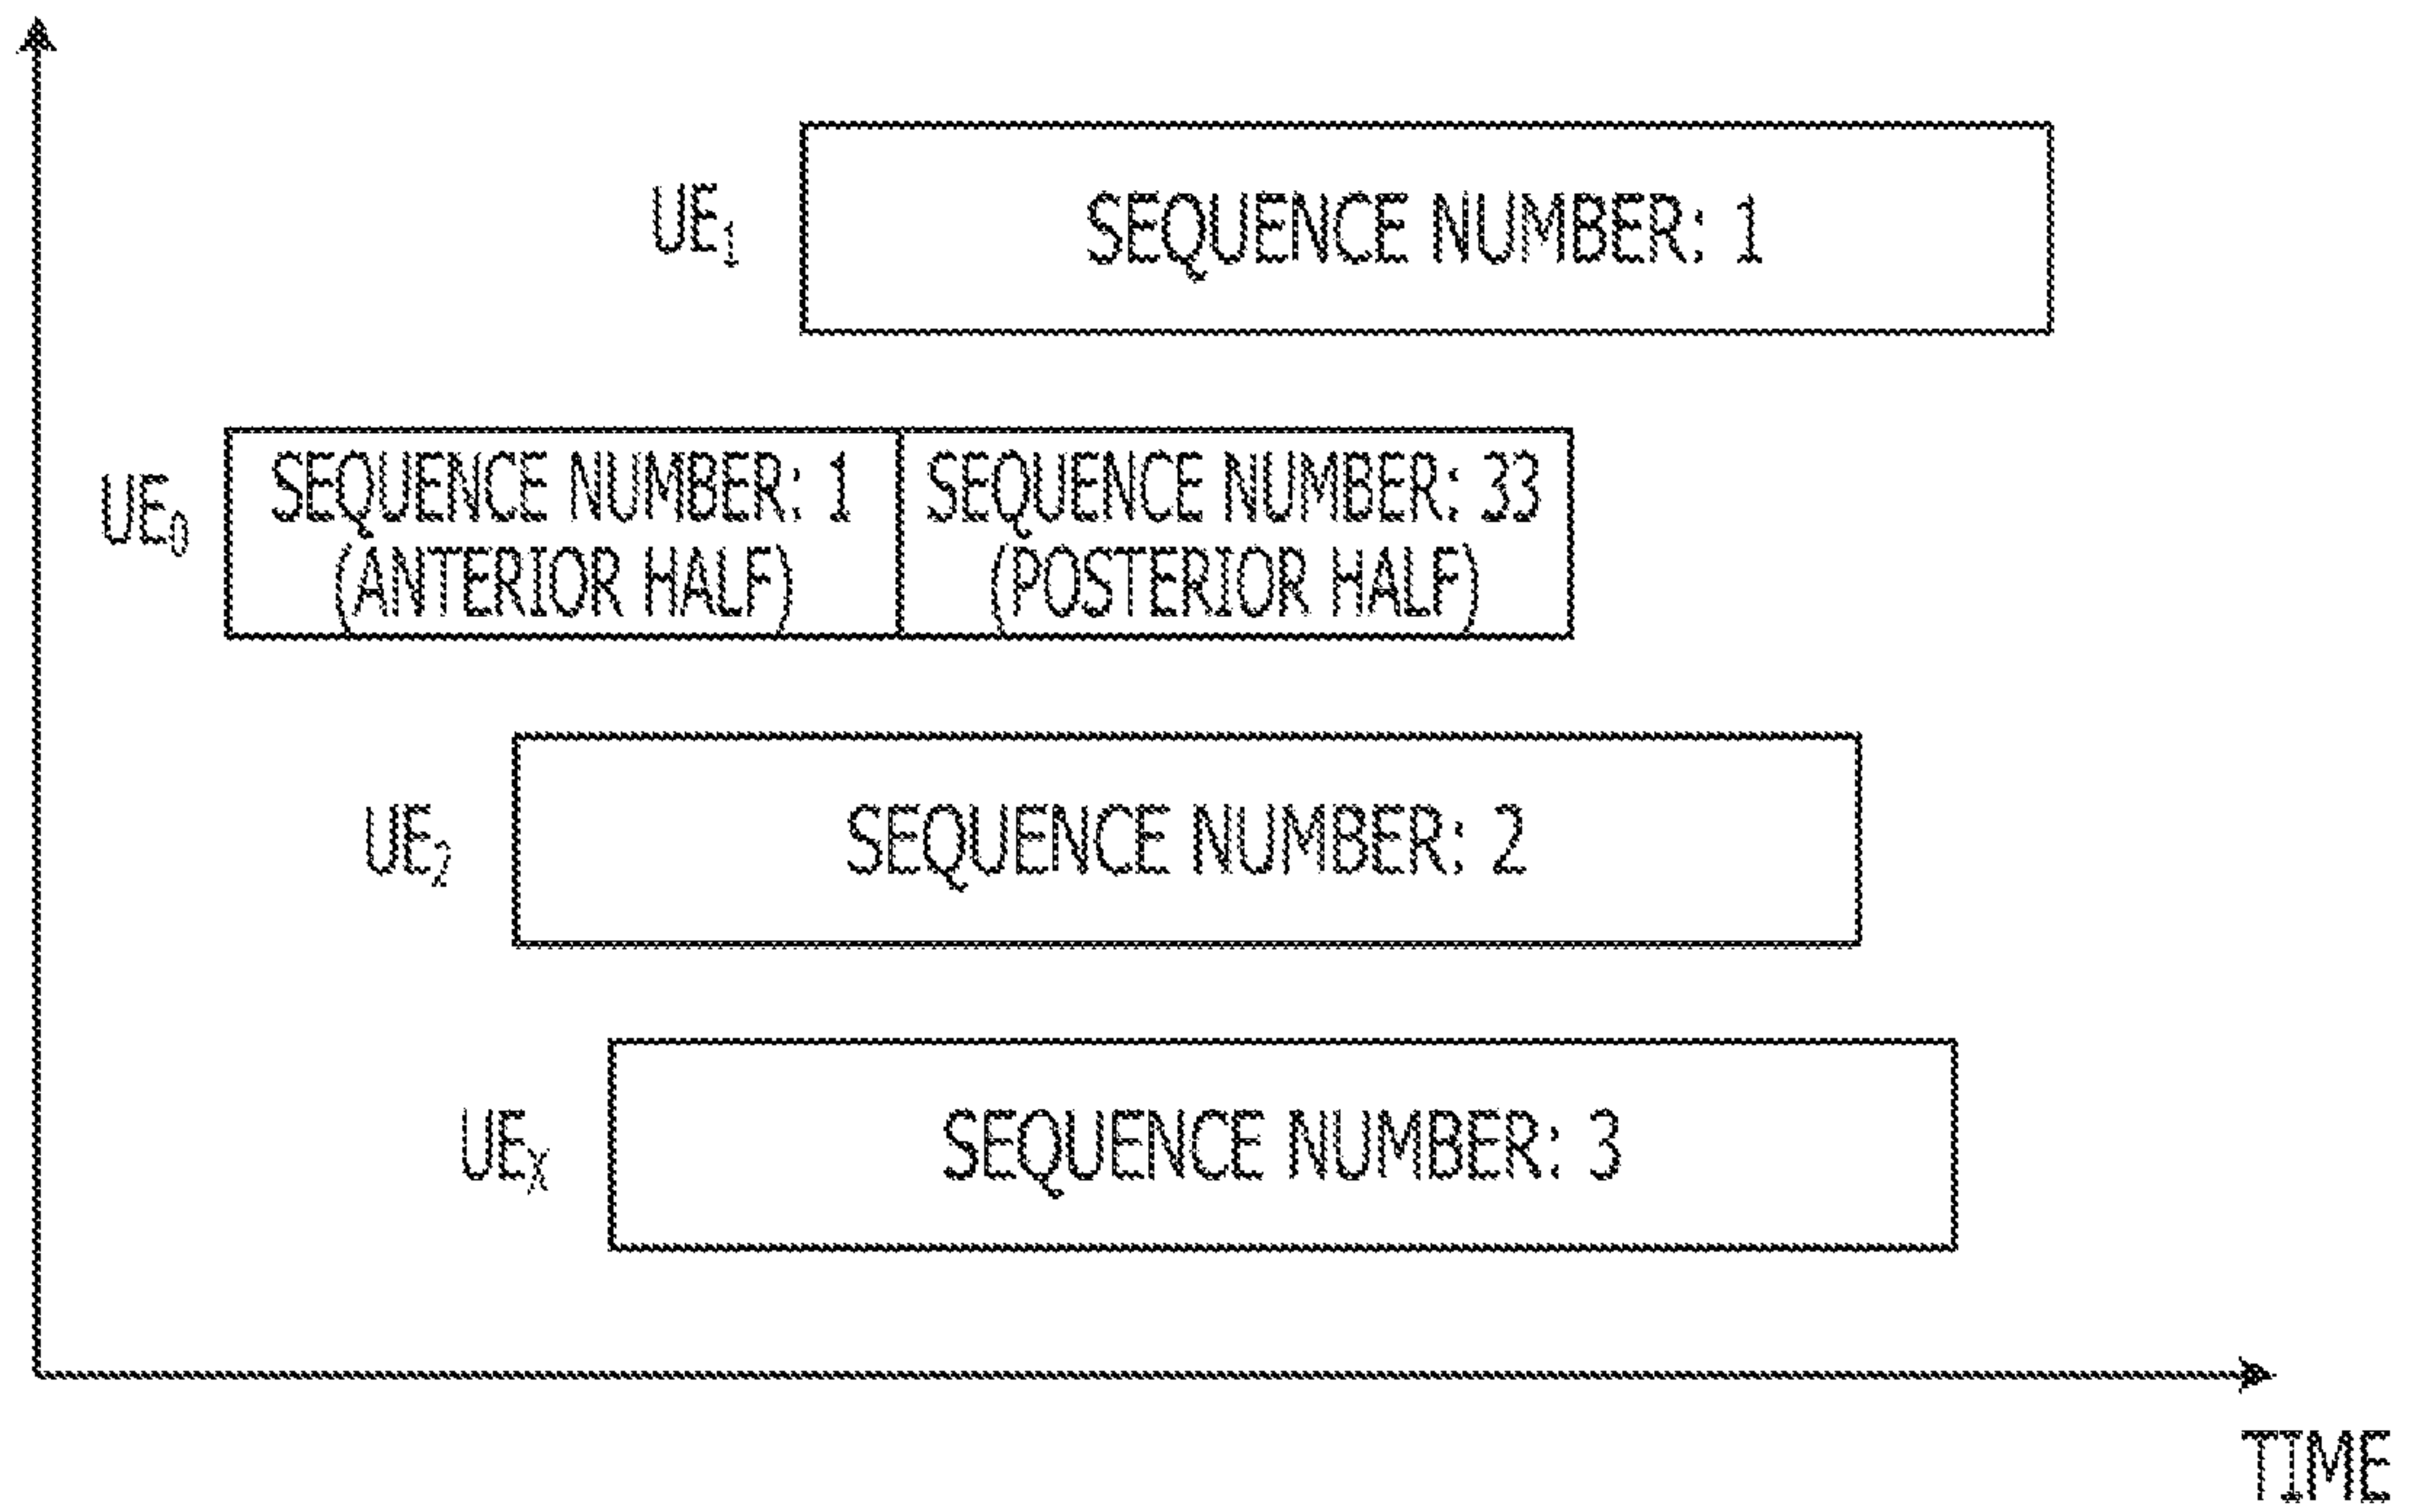 UE1 SEQUENCE NUMBER: 1
UE0 SEQUENCE NUMBER: 1 SEQUENCE NUMBER: 33
(ANTERIOR HALF) (POSTERIOR HALF)
UE2 SEQUENCE NUMBER: 2
UEX SEQUENCE NUMBER: 3
TIME